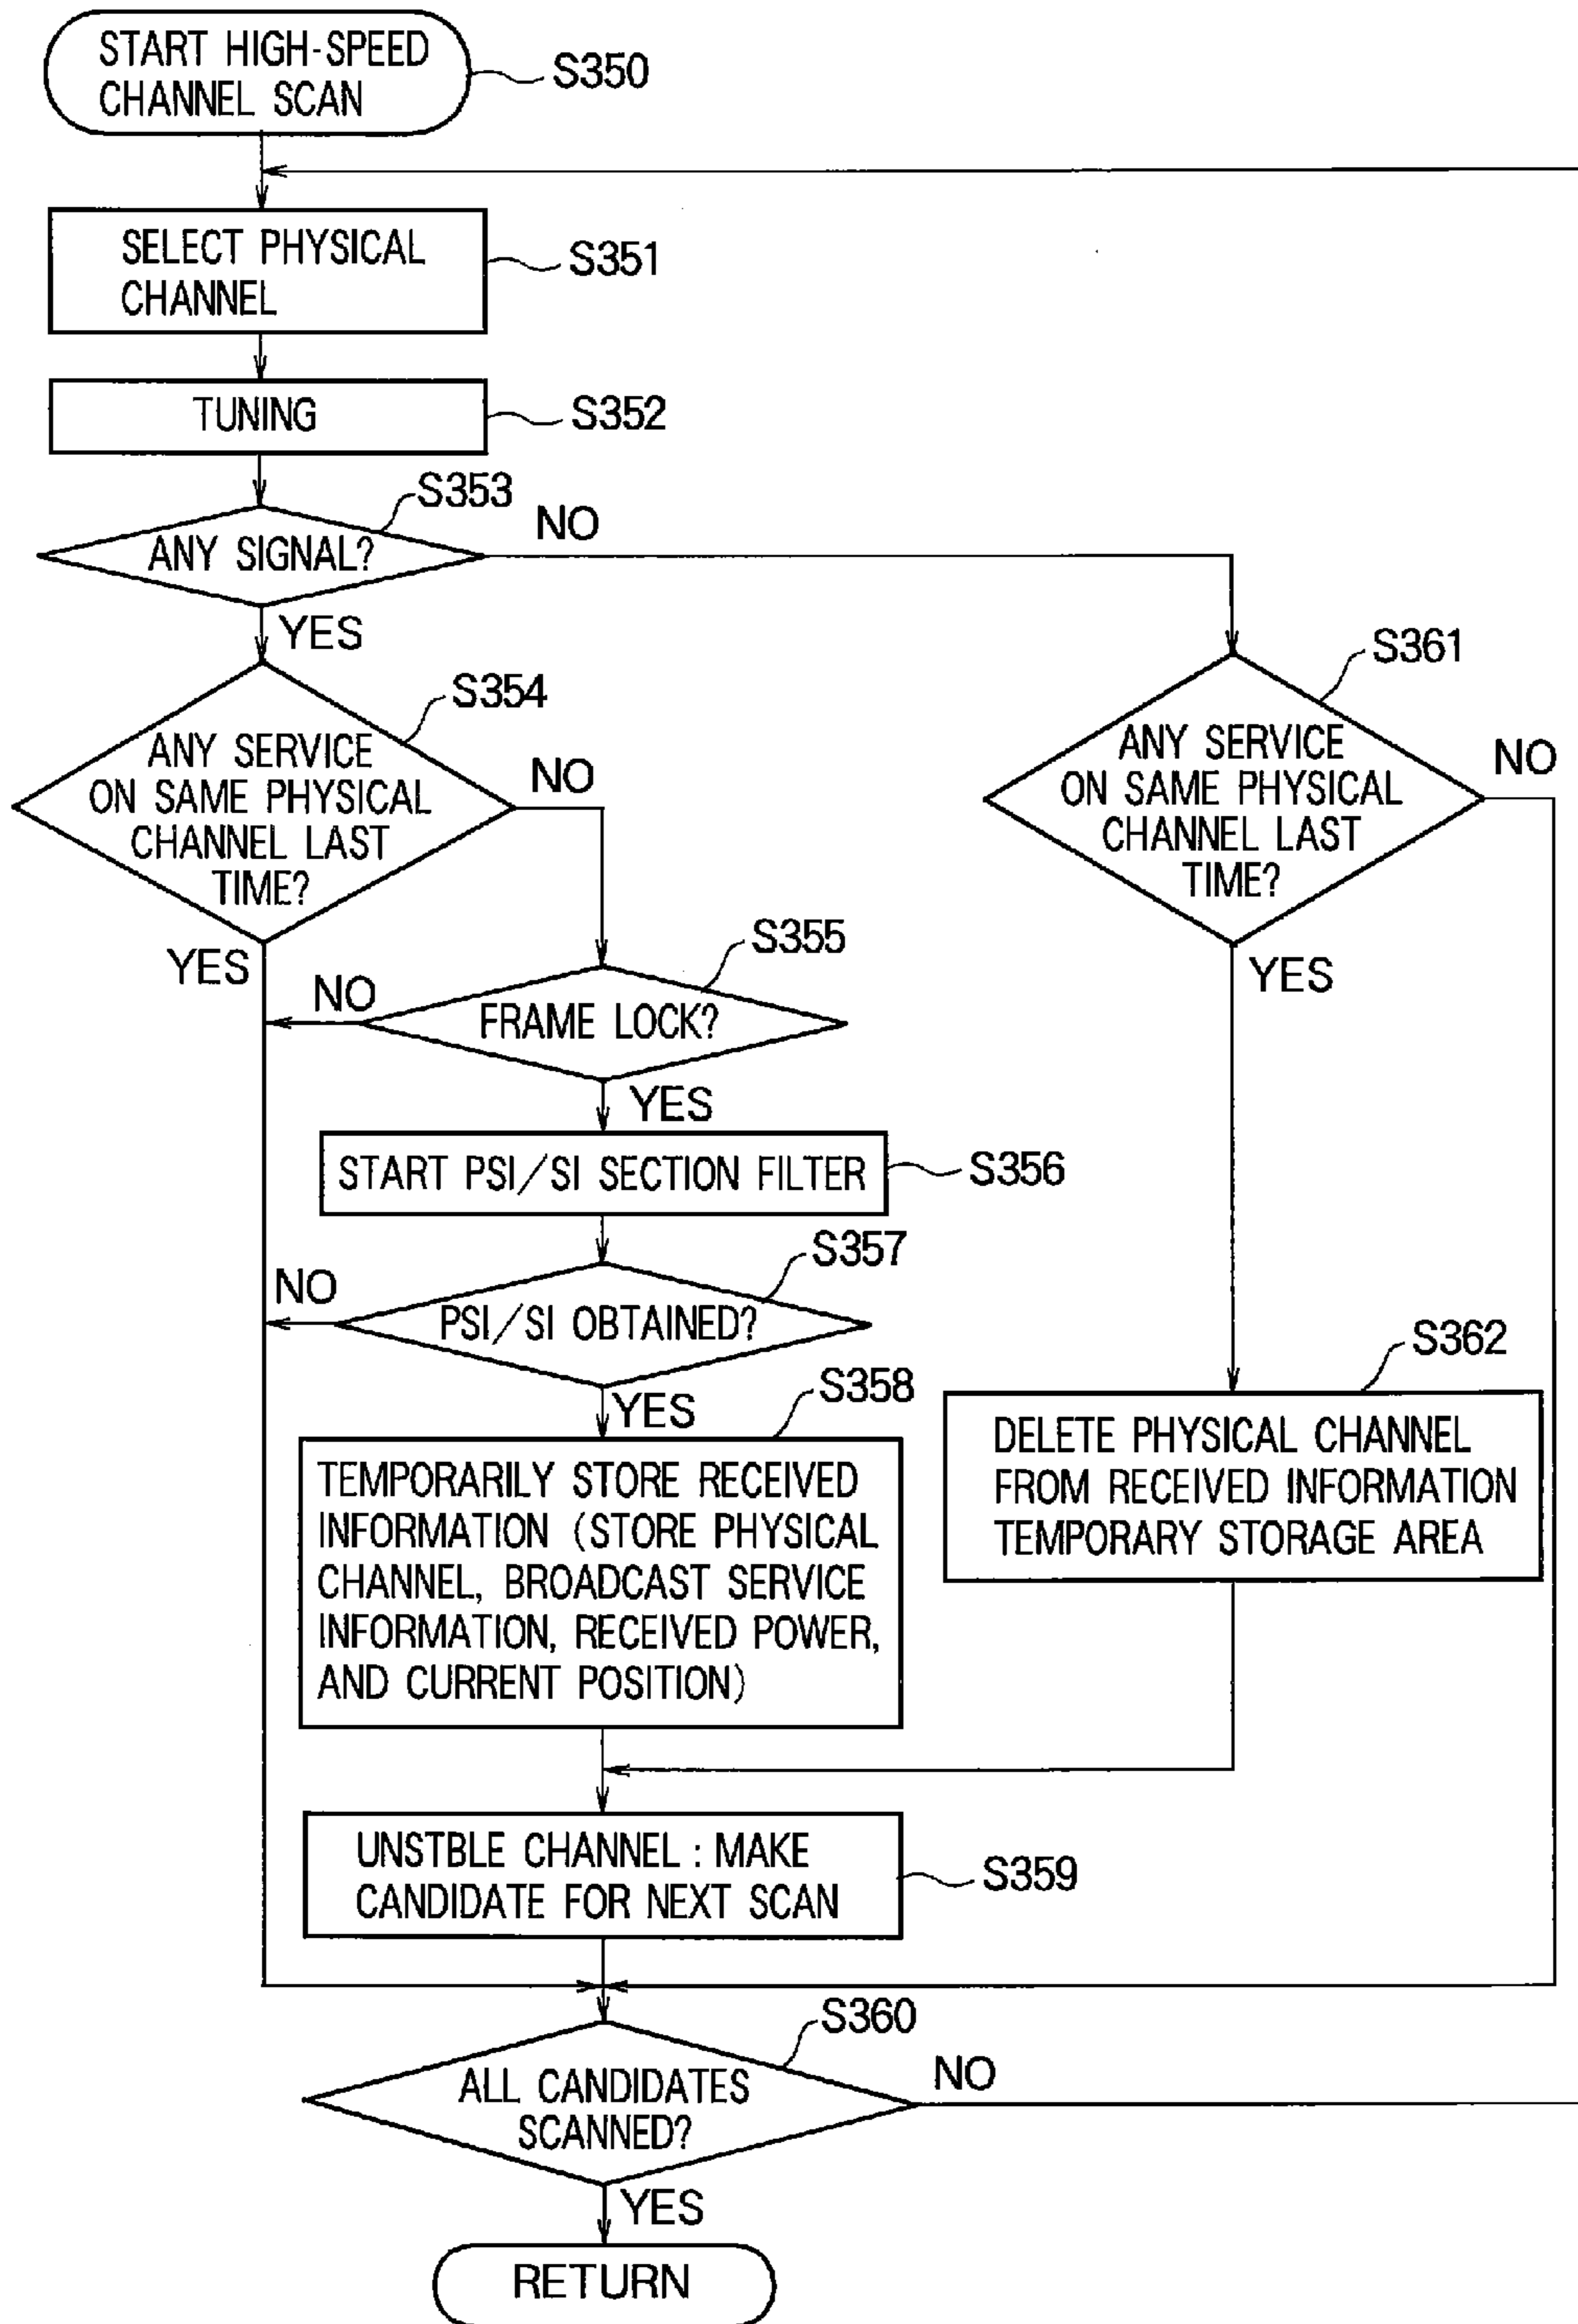 START HIGH-SPEED
CHANNEL SCAN
S350
SELECT PHYSICAL
CHANNEL
S351
TUNING
S352
S353
ANY SIGNAL?
NO
YES
S354
ANY SERVICE
ON SAME PHYSICAL
CHANNEL LAST
TIME?
NO
YES
S361
ANY SERVICE
ON SAME PHYSICAL
CHANNEL LAST
TIME?
NO
YES
S355
FRAME LOCK?
NO
YES
START PSI/SI SECTION FILTER
S356
S357
PSI/SI OBTAINED?
NO
YES
S358
TEMPORARILY STORE RECEIVED
INFORMATION (STORE PHYSICAL
CHANNEL, BROADCAST SERVICE
INFORMATION, RECEIVED POWER,
AND CURRENT POSITION)
S362
DELETE PHYSICAL CHANNEL
FROM RECEIVED INFORMATION
TEMPORARY STORAGE AREA
UNSTBLE CHANNEL : MAKE
CANDIDATE FOR NEXT SCAN
S359
S360
ALL CANDIDATES
SCANNED?
NO
YES
RETURN